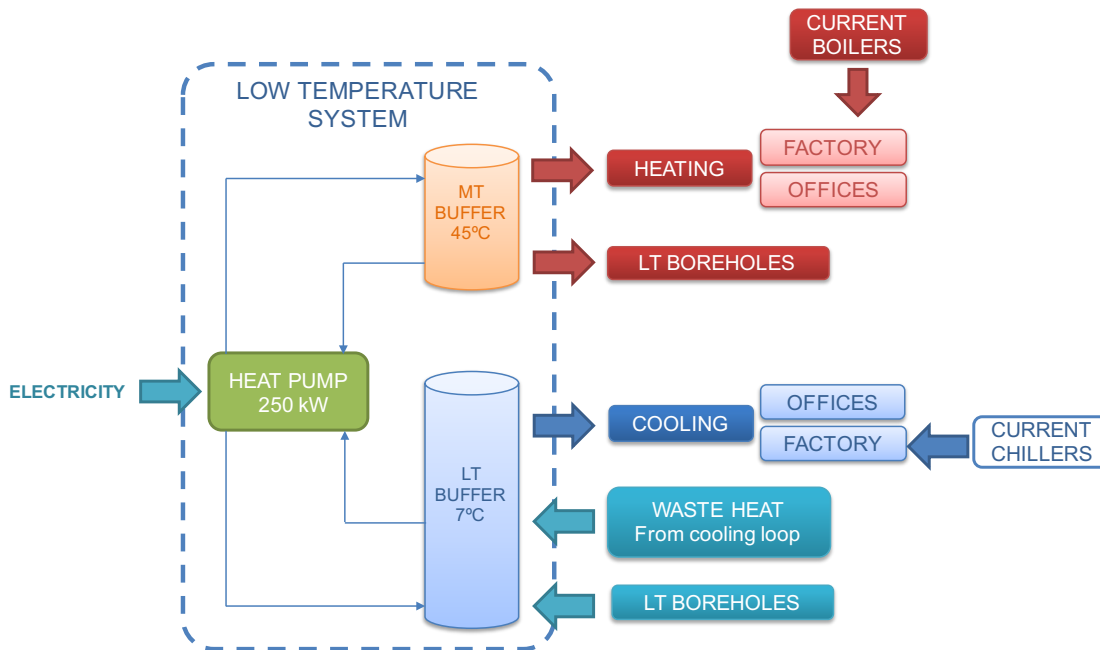 CURRENT
BOILERS
LOW TEMPERATURE
SYSTEM
FACTORY
HEATING
OFFICES
MT
BUFFER
45ºC
LT BOREHOLES
HEAT PUMP
250 kW
ELECTRICITY
OFFICES
COOLING
FACTORY
CURRENT
CHILLERS
LT
BUFFER
7ºC
WASTE HEAT
From cooling loop
LT BOREHOLES